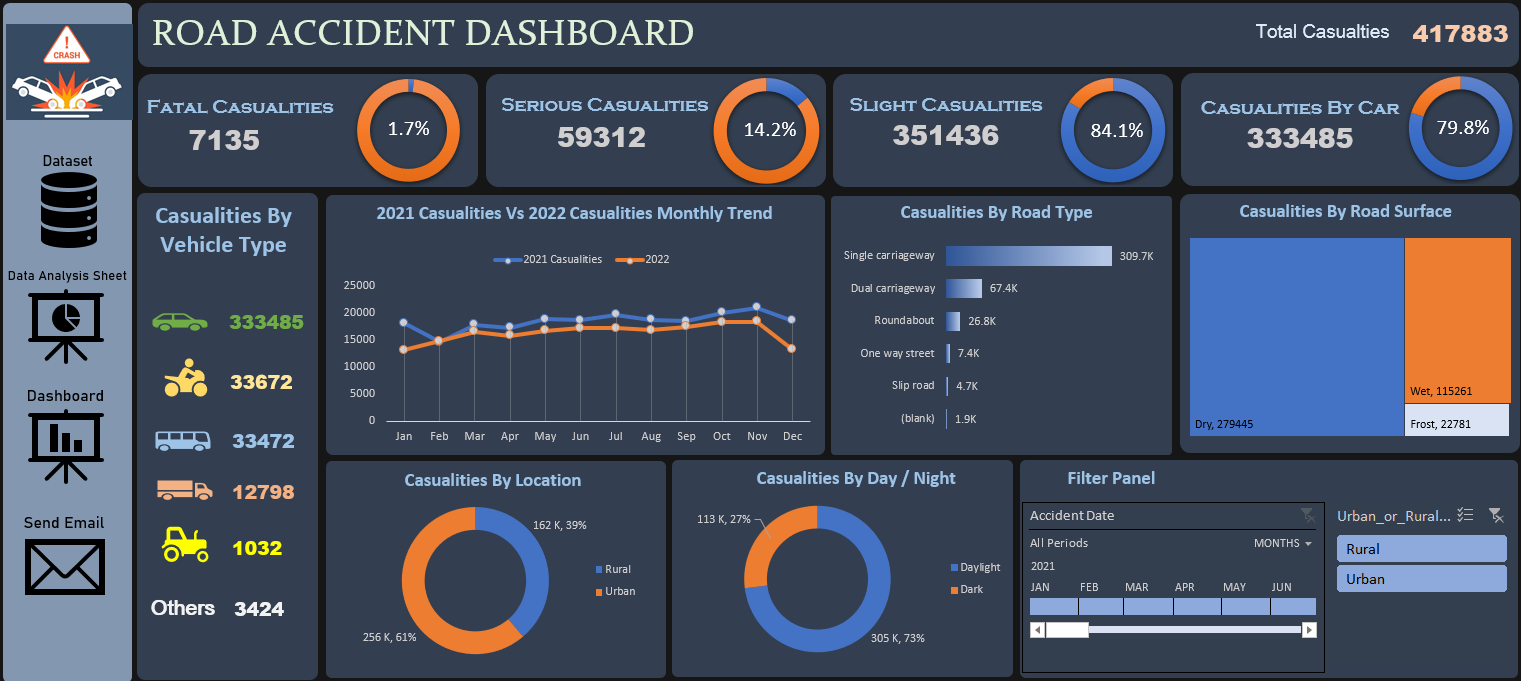 ! CRASH
ROAD ACCIDENT DASHBOARD
Total Casualties 417883
Fatal Casualities
7135
1.7%
Serious Casualities
59312
14.2%
Slight Casualities
351436
84.1%
Casualities By Car
333485
79.8%
Dataset
Data Analysis Sheet
Dashboard
Send Email
Casualities By
Vehicle Type
333485
33672
33472
12798
1032
Others 3424
2021 Casualities Vs 2022 Casualities Monthly Trend
2021 Casualities 2022
25000
20000
15000
10000
5000
0
Jan Feb Mar Apr May Jun Jul Aug Sep Oct Nov Dec
Casualities By Road Type
Single carriageway 309.7K
Dual carriageway 67.4K
Roundabout 26.8K
One way street 7.4K
Slip road 4.7K
(blank) 1.9K
Casualities By Road Surface
Dry, 279445
Wet, 115261
Frost, 22781
Casualities By Location
162 K, 39%
256 K, 61%
Rural
Urban
Casualities By Day / Night
113 K, 27%
305 K, 73%
Daylight
Dark
Filter Panel
Accident Date
All Periods MONTHS
2021
JAN FEB MAR APR MAY JUN
Urban_or_Rural...
Rural
Urban